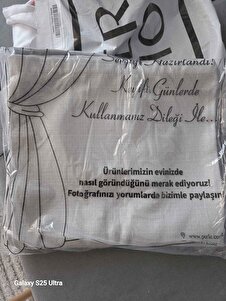 Sevgiyle Hazırlandı!
Keyifli Günlerde
Kullanmanız Dileği İle...
Ürünlerimizin evinizde
nasıl göründüğünü merak ediyoruz!
Fotoğrafınızı yorumlarda bizimle paylaşın
Galaxy S25 Ultra